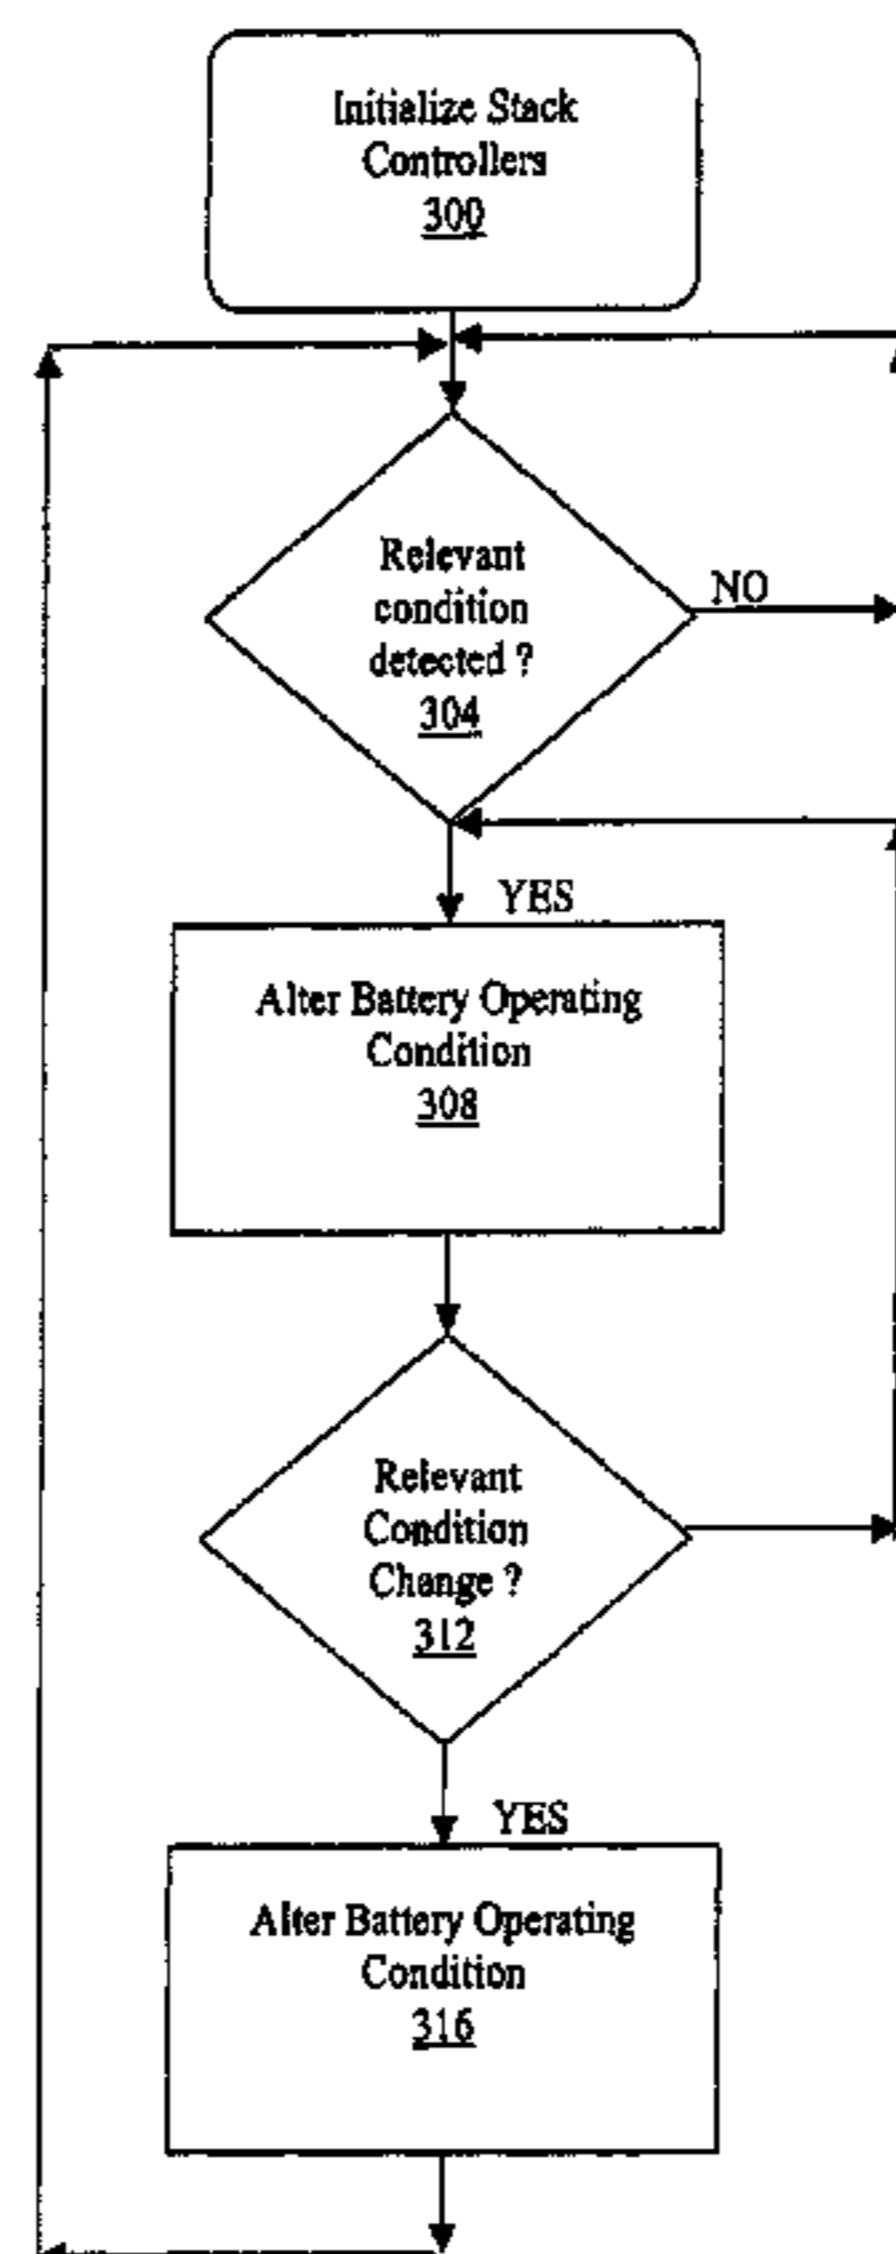 Initialize Stack
Controllers
300
Relevant
condition
detected ?
304
NO
YES
Alter Battery Operating
Condition
308
Relevant
Condition
Change ?
312
YES
Alter Battery Operating
Condition
316